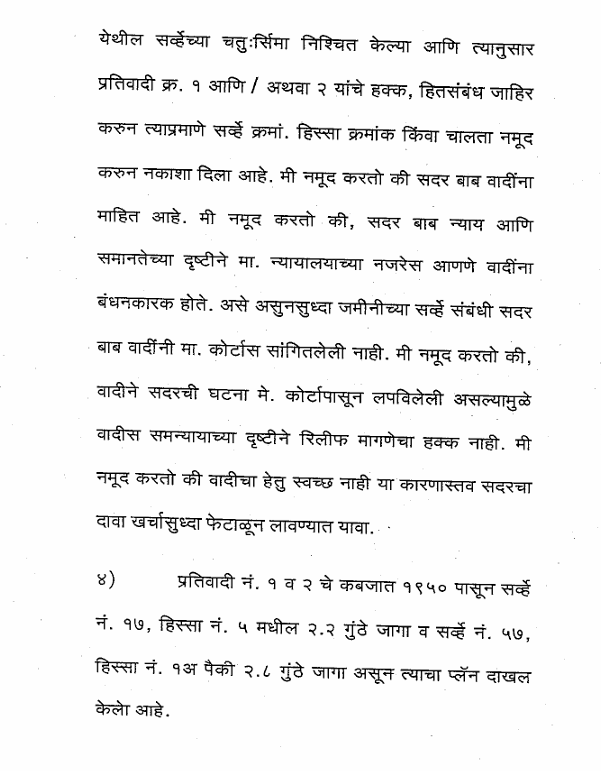 येथील सर्व्हेच्या चतुःर्सिमा निश्चित केल्या आणि त्यानुसार
प्रतिवादी क्र. १ आणि / अथवा २ यांचे हक्क, हितसंबंध जाहिर
करुन त्याप्रमाणे सर्व्हे क्रमां. हिस्सा क्रमांक किंवा चालता नमूद
करुन नकाशा दिला आहे. मी नमूद करतो की सदर बाब वादींना
माहित आहे. मी नमूद करतो की, सदर बाब न्याय आणि
समानतेच्या दृष्टीने मा. न्यायालयाच्या नजरेस आणणे वादींना
बंधनकारक होते. असे असुनसुध्दा जमीनीच्या सर्व्हे संबंधी सदर
बाब वादींनी मा. कोर्टास सांगितलेली नाही. मी नमूद करतो की,
वादीने सदरची घटना मे. कोर्टापासून लपविलेली असल्यामुळे
वादीस समन्यायाच्या दृष्टीने रिलीफ मागणेचा हक्क नाही. मी
नमूद करतो की वादीचा हेतु स्वच्छ नाही या कारणास्तव सदरचा
दावा खर्चासुध्दा फेटाळून लावण्यात यावा.
४) प्रतिवादी नं. १ व २ चे कबजात १९५० पासून सर्व्हे
नं. १७, हिस्सा नं. ५ मधील २.२ गुंठे जागा व सर्व्हे नं. ५७,
हिस्सा नं. १अ पैकी २.८ गुंठे जागा असून त्याचा प्लॅन दाखल
केलेा आहे.